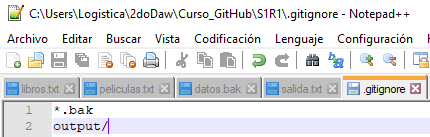 C:\Users\Logistica\2doDaw\Curso_GitHub\S1R1\.gitignore - Notepad++
Archivo Editar Buscar Vista Codificación Lenguaje Configuración
libros.txt peliculas.txt datos.bak salida.txt .gitignore
1 *.bak
2 output/